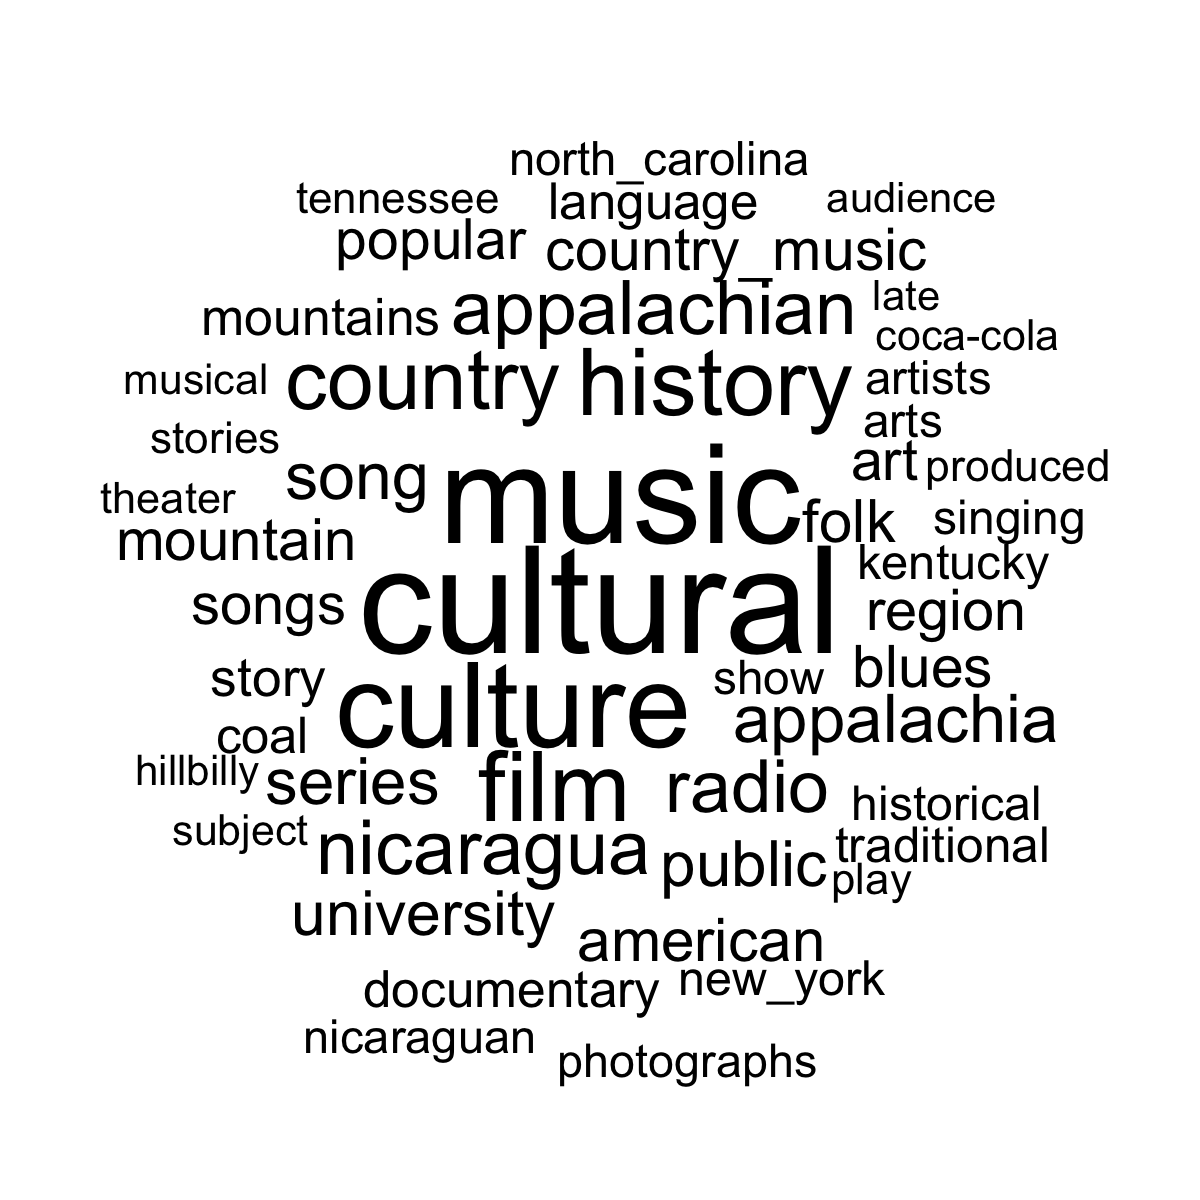 north_carolina
tennessee language audience
popular country_music
mountains appalachian late
coca-cola
musical country history artists
arts
stories song music art produced
theater folk singing
mountain kentucky
songs cultural region
story culture show blues
coal appalachia
hillbilly series film radio historical
subject nicaragua public traditional
play
university american
documentary new_york
nicaraguan photographs